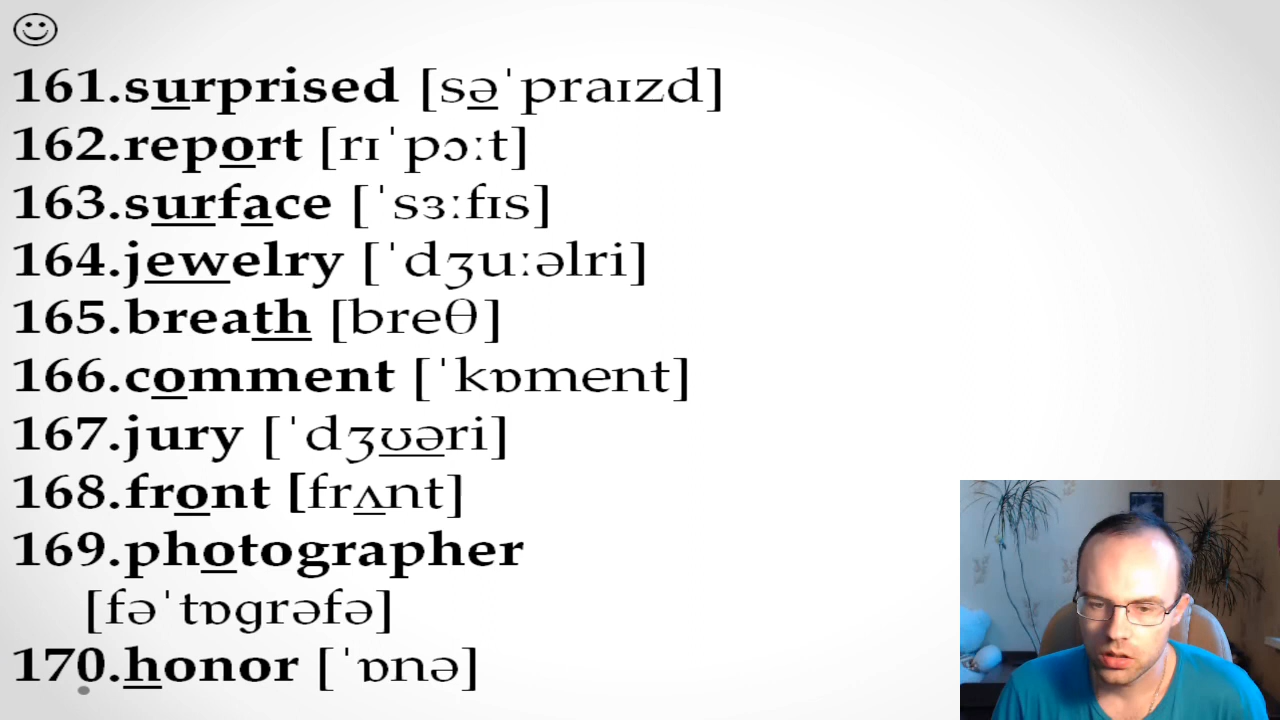 ☺
161.surprised [səˈpraɪzd]
162.report [rɪˈpɔːt]
163.surface [ˈsɜːfɪs]
164.jewelry [ˈdʒuːəlri]
165.breath [breθ]
166.comment [ˈkɒment]
167.jury [ˈdʒʊəri]
168.front [frʌnt]
169.photographer
[fəˈtɒgrəfə]
170.honor [ˈɒnə]